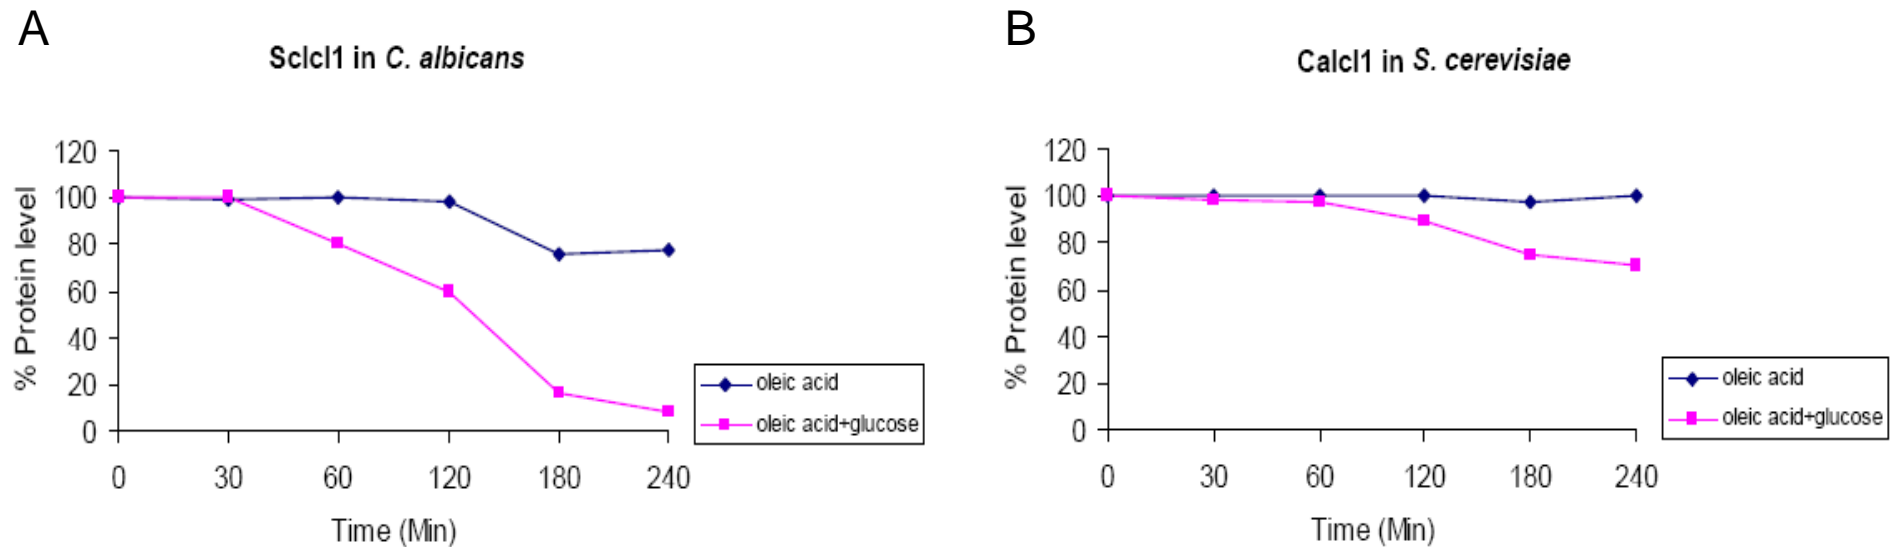 A
ScIcl1 in C. albicans
% Protein level
120
100
80
60
40
20
0
0 30 60 120 180 240
Time (Min)
oleic acid
oleic acid+glucose
B
CaIcl1 in S. cerevisiae
% Protein level
120
100
80
60
40
20
0
0 30 60 120 180 240
Time (Min)
oleic acid
oleic acid+glucose